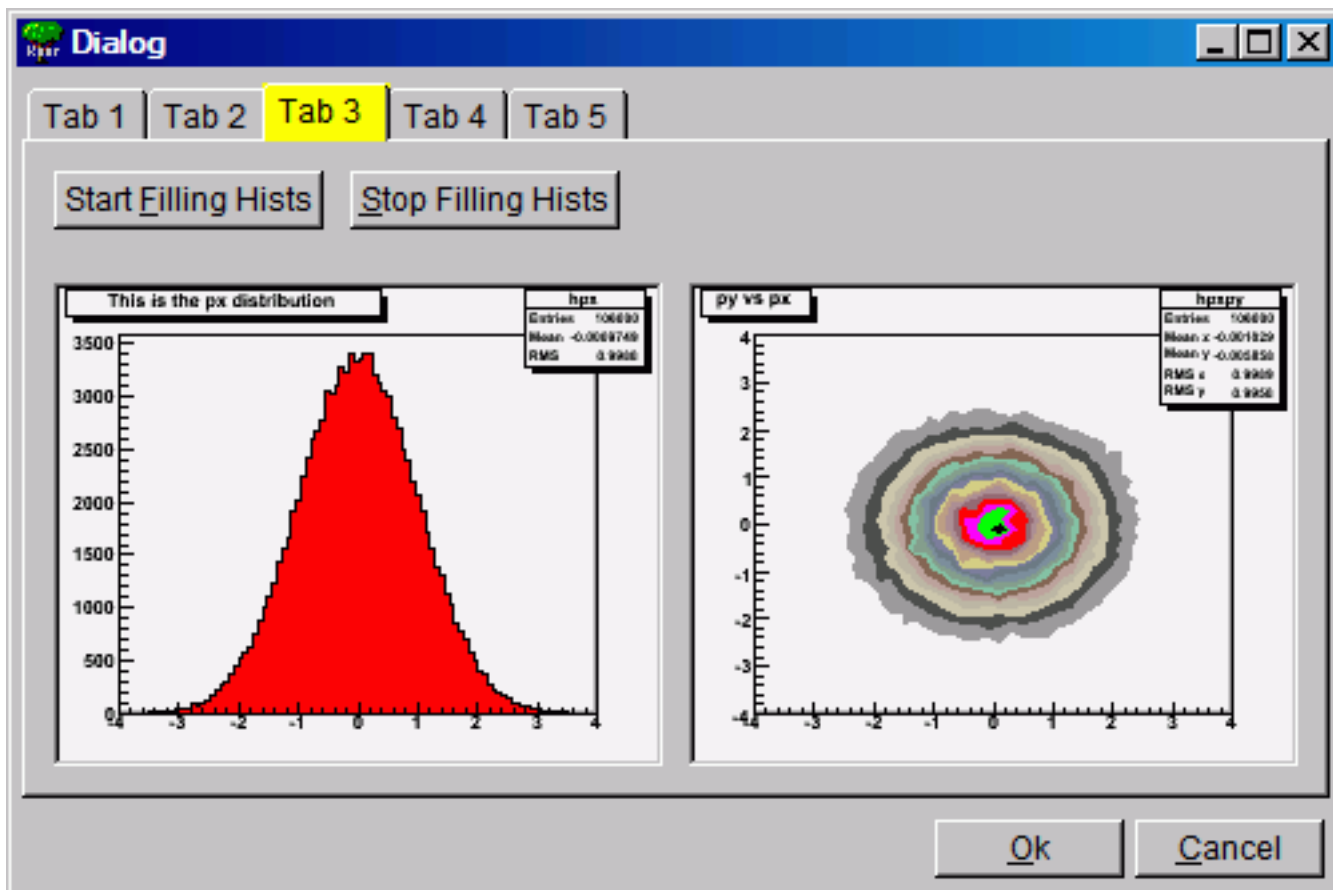 Dialog
Tab 1 Tab 2 Tab 3 Tab 4 Tab 5
Start Filling Hists Stop Filling Hists
This is the px distribution
hpx
Entries
Mean
RMS
3500
3000
2500
2000
1500
1000
500
0
-4 -3 -2 -1 0 1 2 3 4
py vs px
hpxpy
Entries
Mean x
Mean y
RMS x
RMS y
4
3
2
1
0
-1
-2
-3
-4
-4 -3 -2 -1 0 1 2 3 4
Ok Cancel